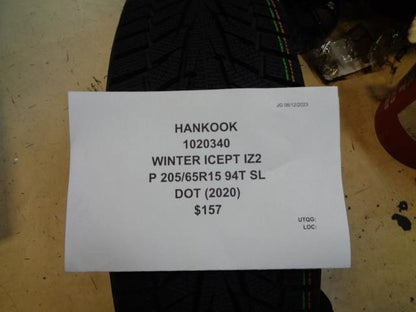 JG 06/12/2023
HANKOOK
1020340
WINTER ICEPT IZ2
P 205/65R15 94T SL
DOT (2020)
$157
UTQG:
LOC: